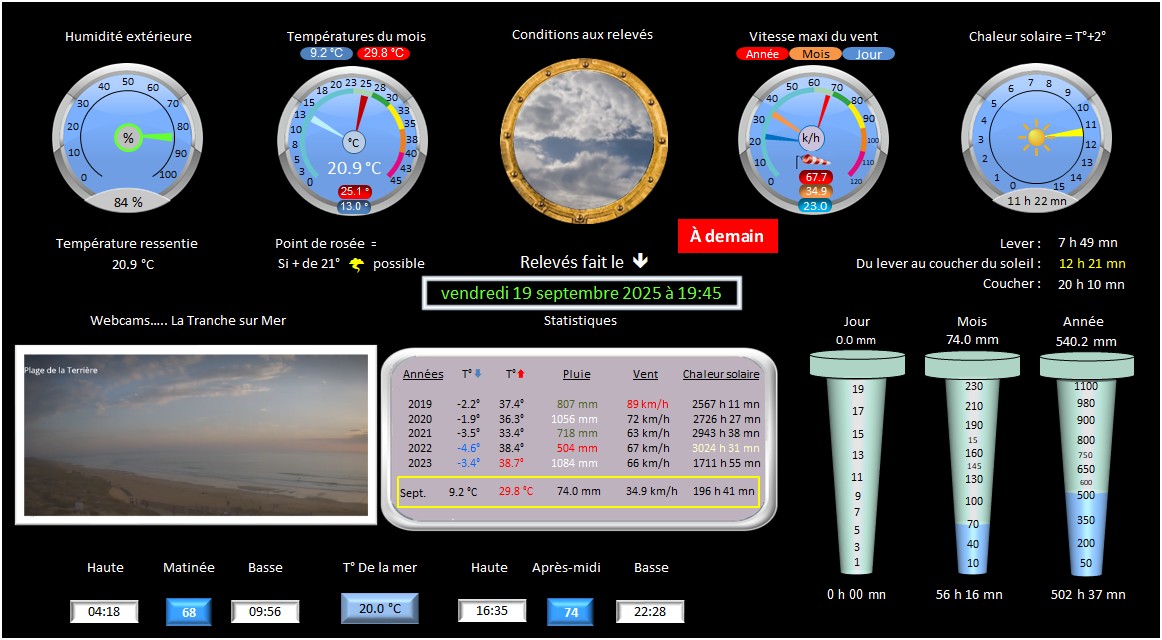 Humidité extérieure
40 50 60
30 70
20 80
% 
10 90
0 100
84 %
Températures du mois
9.2 °C 29.8 °C
18 20 23 25 28
15 30
13 33
10 35
8 °C 38
5 40
20.9 °C
3 43
0 45
25.1 °
13.0 °
Conditions aux relevés
Vitesse maxi du vent
Année Mois Jour
50 60 70
40 80
30 90
20 k/h 100
10 110
0 120
67.7
34.9
23.0
Chaleur solaire = T°+2°
6 7 8 9
5 10
4 11
3 12
2 13
1 14
0 15
11 h 22 mn
Température ressentie
20.9 °C
Point de rosée =
Si + de 21° possible
À demain
Relevés fait le
vendredi 19 septembre 2025 à 19:45
Lever : 7 h 49 mn
Du lever au coucher du soleil : 12 h 21 mn
Coucher : 20 h 10 mn
Webcams….. La Tranche sur Mer
Plage de la Terrière
Statistiques
Années T° T° Pluie Vent Chaleur solaire
2019 -2.2° 37.4° 807 mm 89 km/h 2567 h 11 mn
2020 -1.9° 36.3° 1056 mm 72 km/h 2726 h 27 mn
2021 -3.5° 33.4° 718 mm 63 km/h 2943 h 38 mn
2022 -4.6° 38.4° 504 mm 67 km/h 3024 h 31 mn
2023 -3.4° 38.7° 1084 mm 66 km/h 1711 h 55 mn
Sept. 9.2 °C 29.8 °C 74.0 mm 34.9 km/h 196 h 41 mn
Jour
0.0 mm
19
17
15
13
11
9
7
5
3
1
0 h 00 mn
Mois
74.0 mm
230
210
190
15
160
145
130
100
70
40
10
56 h 16 mn
Année
540.2 mm
1100
980
900
800
750
650
600
500
350
200
50
502 h 37 mn
Haute Matinée Basse
04:18 68 09:56
T° De la mer
20.0 °C
Haute Après-midi Basse
16:35 74 22:28